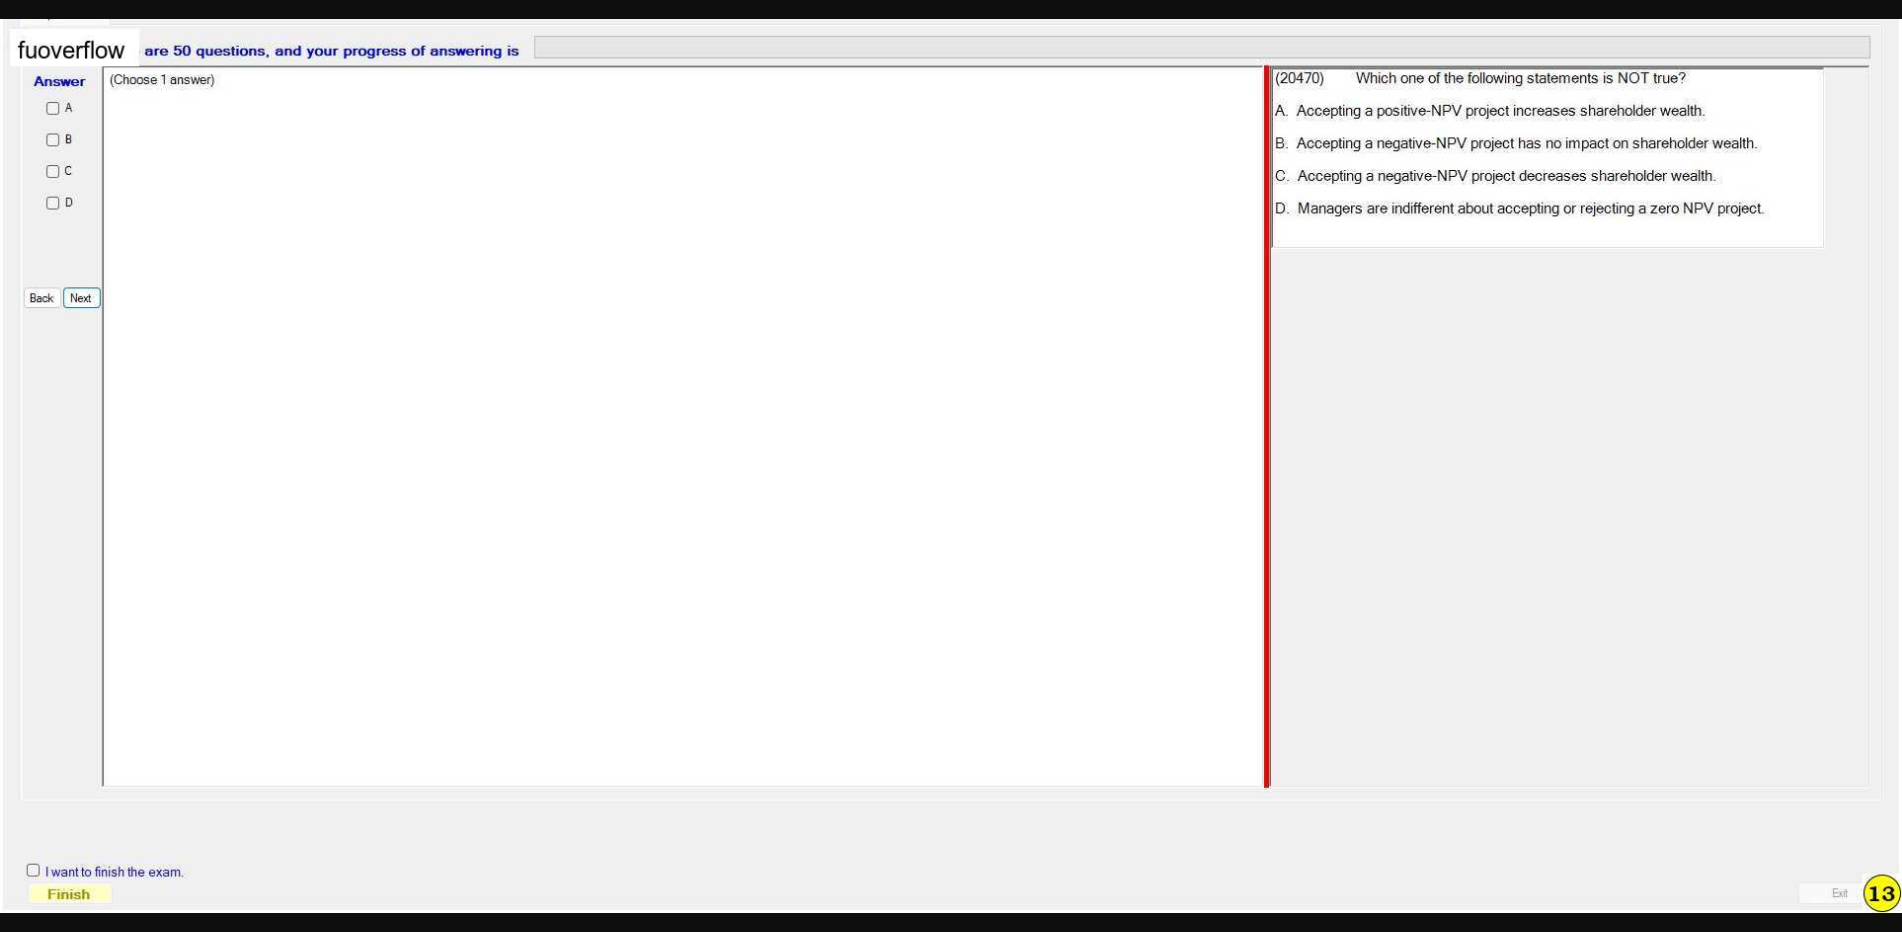 fuoverflow are 50 questions, and your progress of answering is
Answer
(Choose 1 answer)
A
B
C
D
Back Next
(20470) Which one of the following statements is NOT true?
A. Accepting a positive-NPV project increases shareholder wealth.
B. Accepting a negative-NPV project has no impact on shareholder wealth.
C. Accepting a negative-NPV project decreases shareholder wealth.
D. Managers are indifferent about accepting or rejecting a zero NPV project.
I want to finish the exam.
Finish
Exit
13